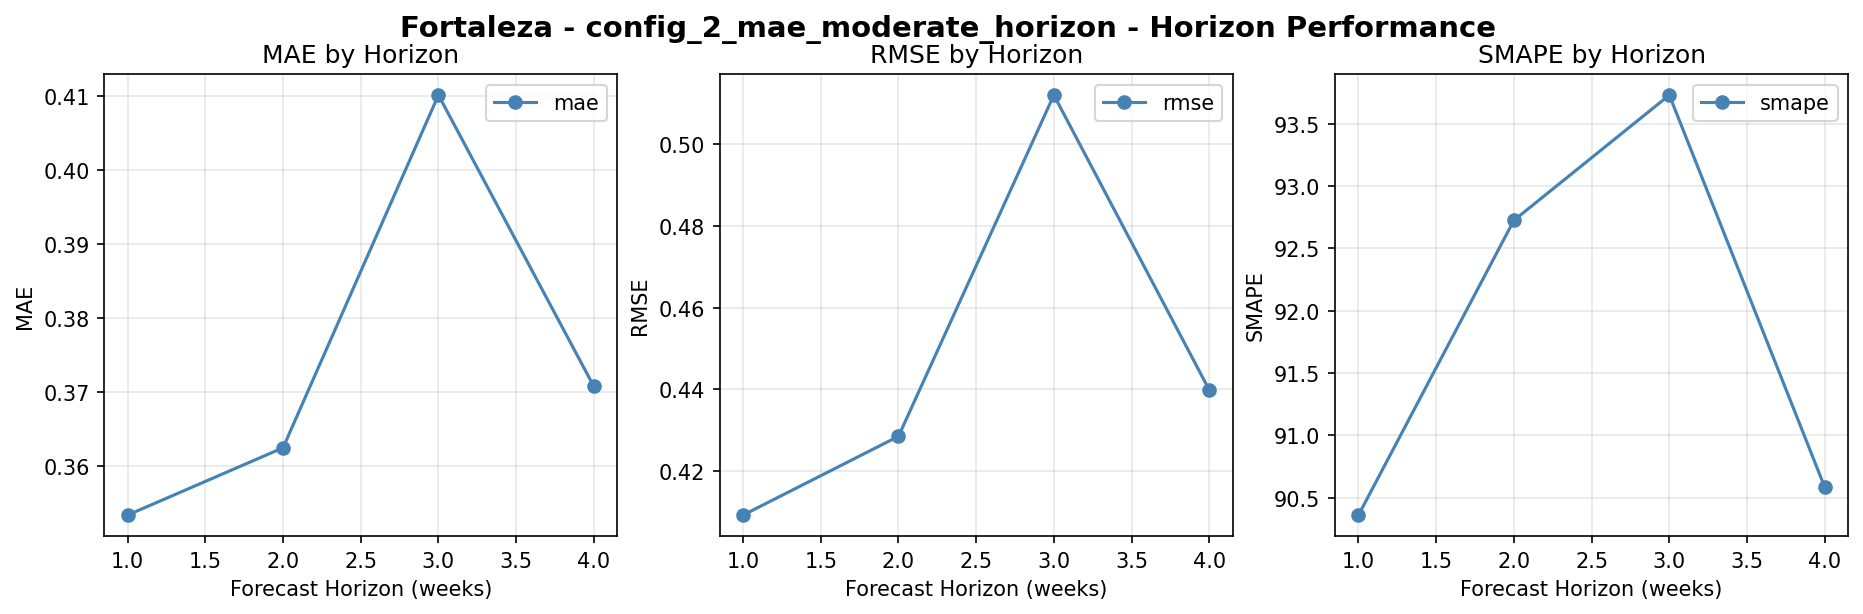 Fortaleza - config_2_mae_moderate_horizon - Horizon Performance
MAE by Horizon
mae
0.41
0.40
0.39
0.38
0.37
0.36
MAE
1.0 1.5 2.0 2.5 3.0 3.5 4.0
Forecast Horizon (weeks)
RMSE by Horizon
rmse
0.50
0.48
0.46
0.44
0.42
RMSE
1.0 1.5 2.0 2.5 3.0 3.5 4.0
Forecast Horizon (weeks)
SMAPE by Horizon
smape
93.5
93.0
92.5
92.0
91.5
91.0
90.5
SMAPE
1.0 1.5 2.0 2.5 3.0 3.5 4.0
Forecast Horizon (weeks)